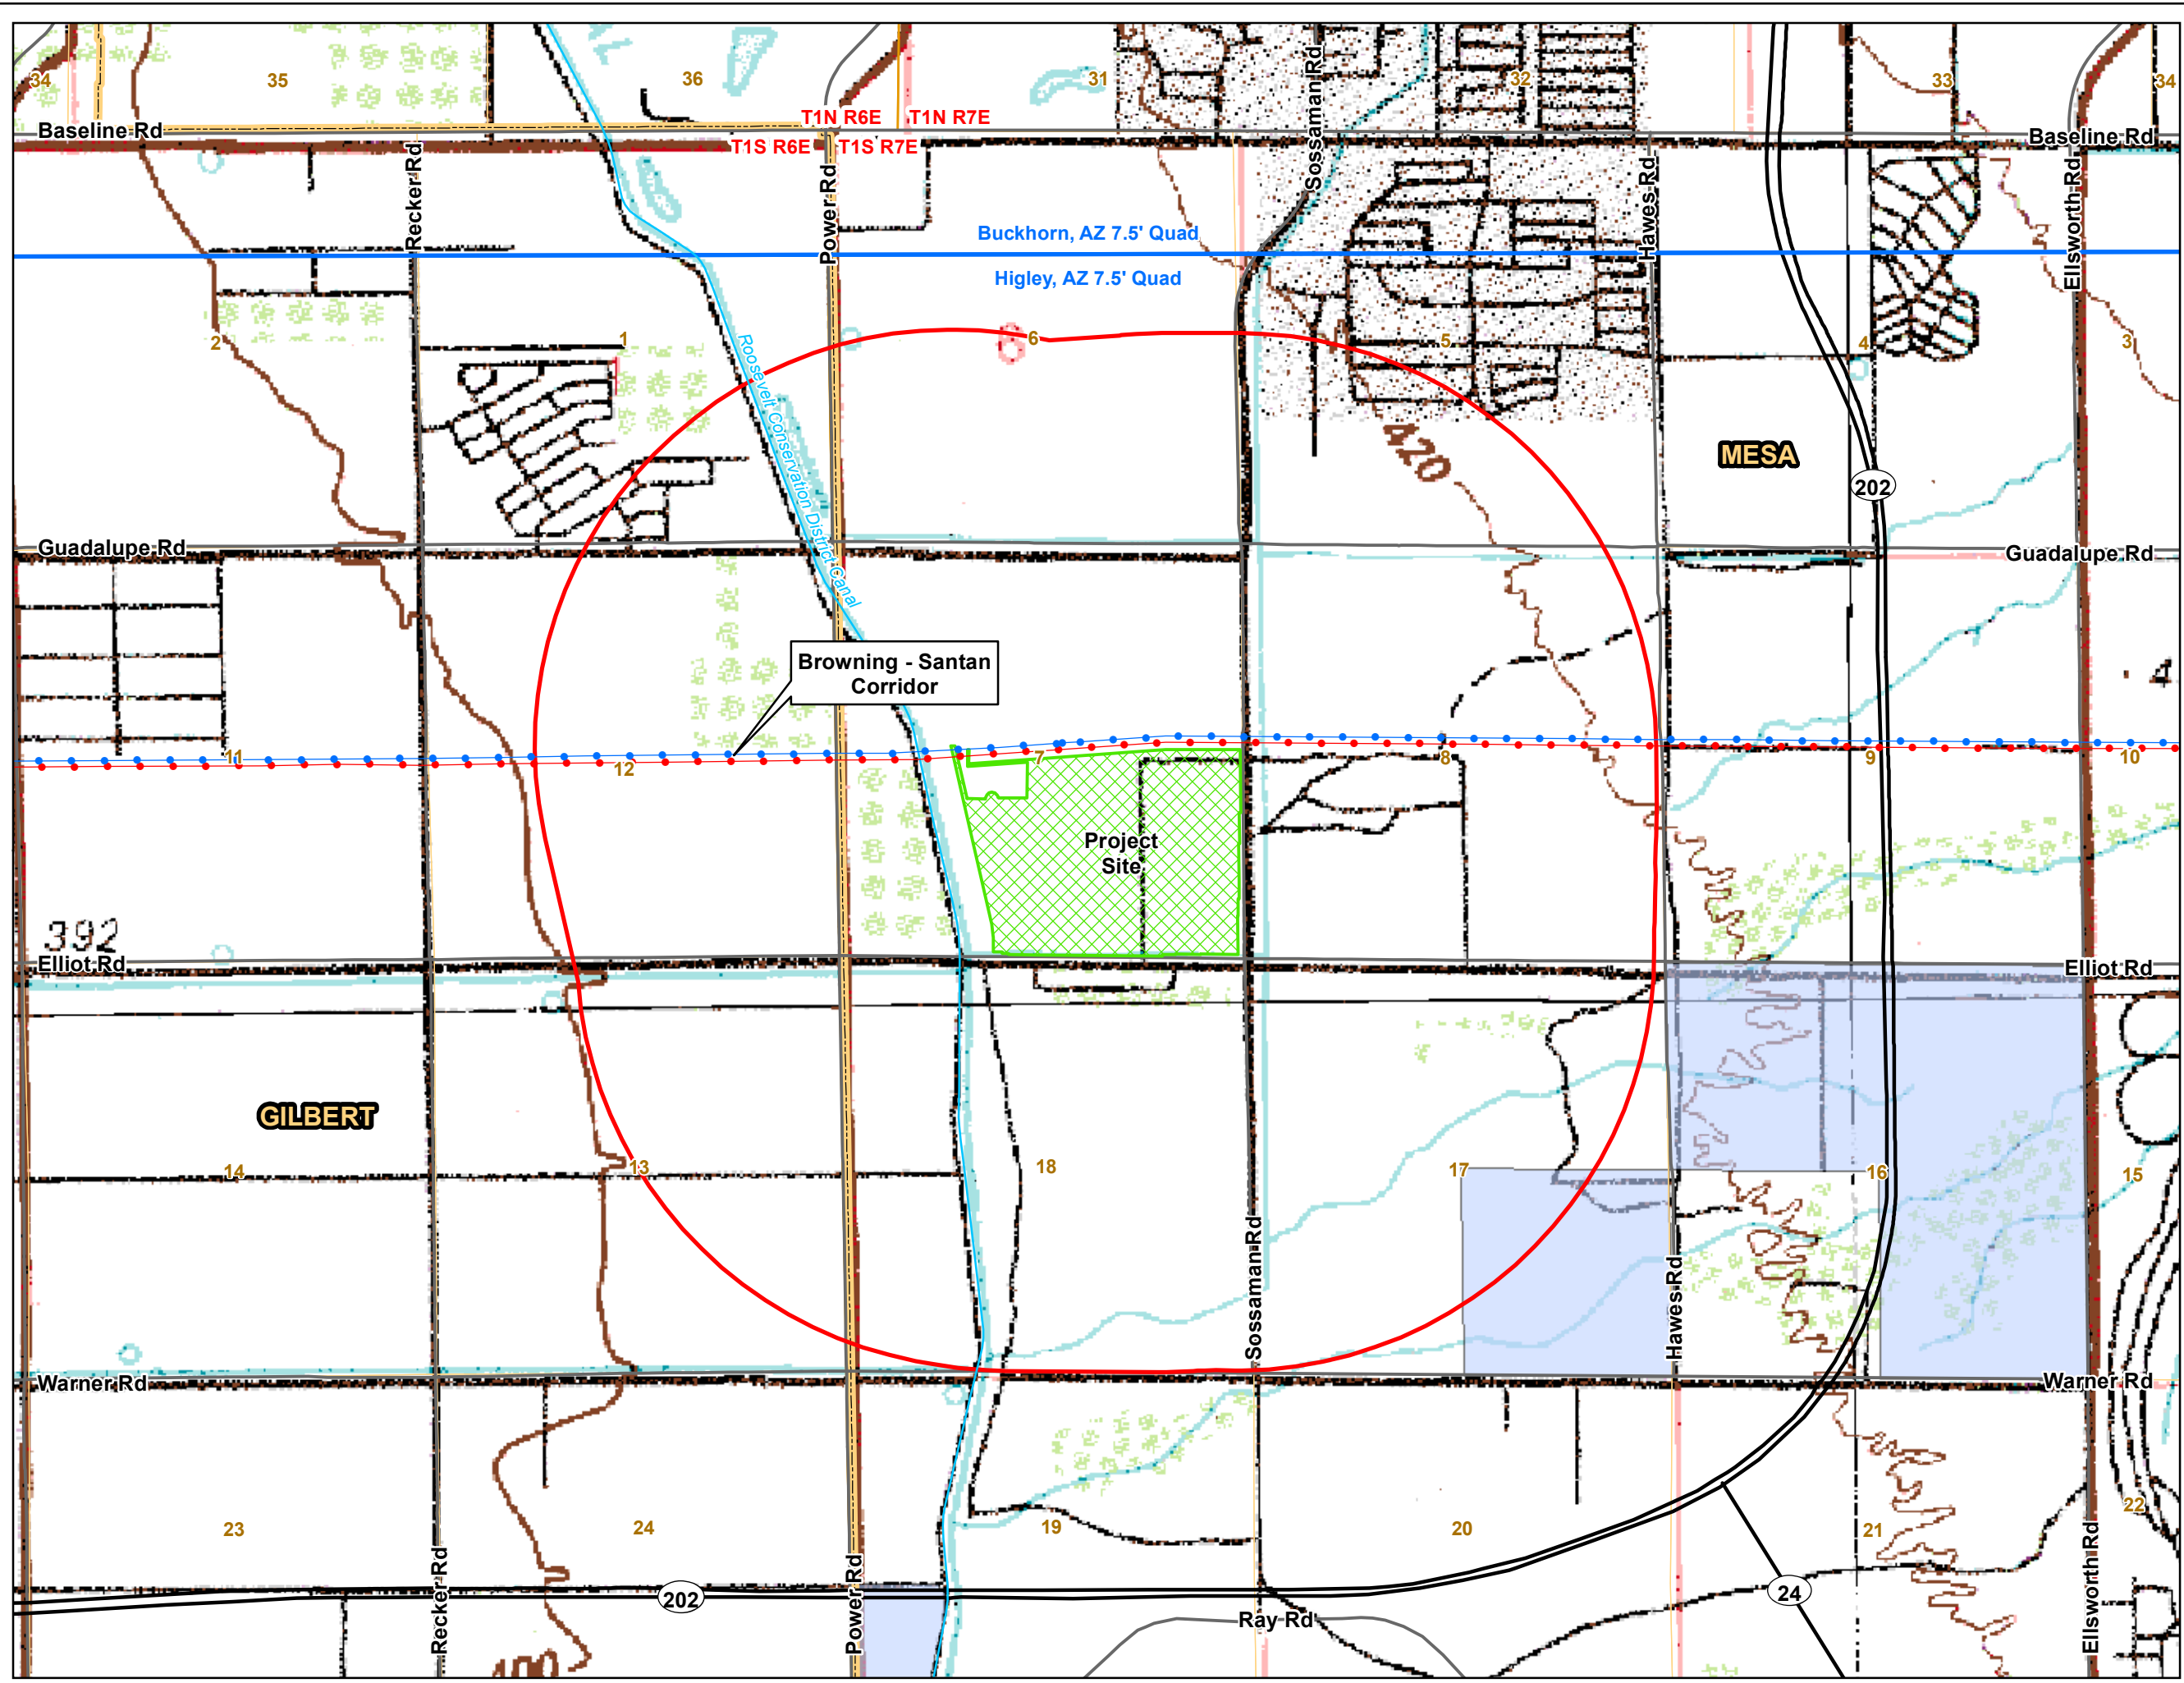 34
35
36
31
32
33
34
T1N R6E
T1N R7E
Baseline Rd
Baseline Rd
T1S R6E
T1S R7E
Recker Rd
Power Rd
Sossaman Rd
Hawes Rd
Ellsworth Rd
Buckhorn, AZ 7.5' Quad
Higley, AZ 7.5' Quad
2
1
6
5
4
3
Roosevelt Conservation District Canal
420
MESA
202
Guadalupe Rd
Guadalupe Rd
Browning - Santan
Corridor
4
11
12
7
8
9
10
Project
Site
392
Elliot Rd
Elliot Rd
GILBERT
14
13
18
17
16
15
Sossaman Rd
Hawes Rd
Warner Rd
Warner Rd
23
24
19
20
21
22
Recker Rd
Power Rd
Ellsworth Rd
202
Ray Rd
24